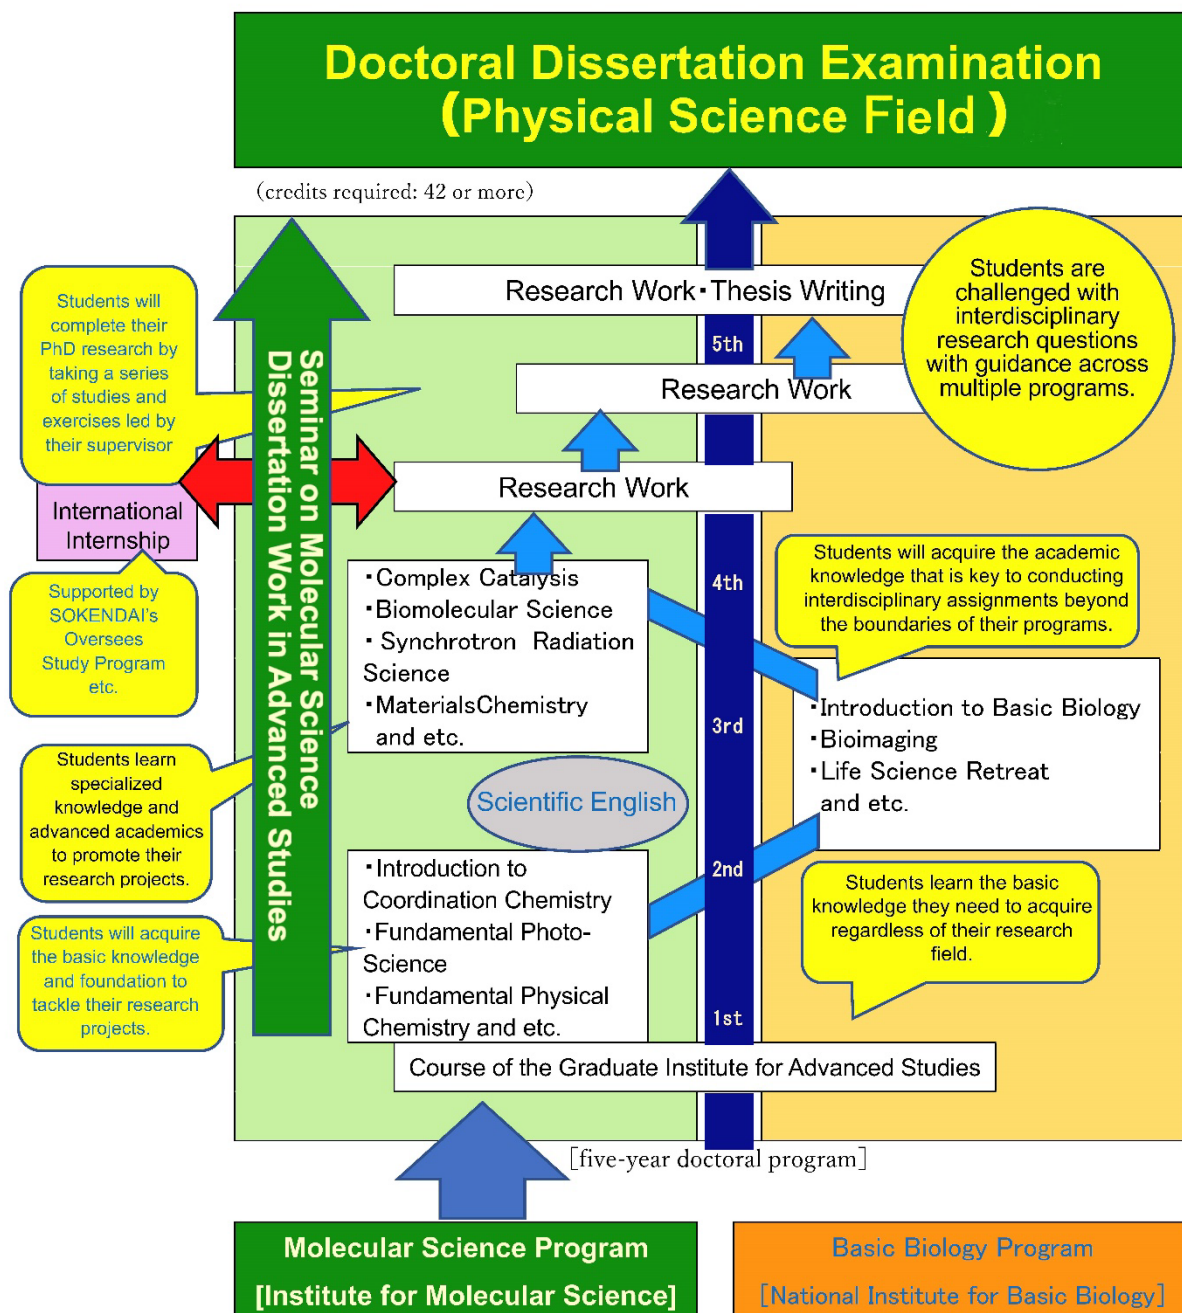 Doctoral Dissertation Examination
(Physical Science Field )
(credits required: 42 or more)
Students will
complete their
PhD research by
taking a series
of studies and
exercises led by
their supervisor
International
Internship
Supported by
SOKENDAI's
Oversees
Study Program
etc.
Students learn
specialized
knowledge and
advanced academics
to promote their
research projects.
Students will acquire
the basic knowledge
and foundation to
tackle their research
projects.
Seminar on Molecular Science
Dissertation Work in Advanced Studies
Research Work・Thesis Writing
5th
Research Work
Research Work
Students are
challenged with
interdisciplinary
research questions
with guidance across
multiple programs.
・Complex Catalysis
・Biomolecular Science
・Synchrotron Radiation
Science
・MaterialsChemistry
and etc.
4th
Students will acquire the academic
knowledge that is key to conducting
interdisciplinary assignments beyond
the boundaries of their programs.
3rd
・Introduction to Basic Biology
・Bioimaging
・Life Science Retreat
and etc.
Scientific English
2nd
・Introduction to
Coordination Chemistry
・Fundamental Photo-
Science
・Fundamental Physical
Chemistry and etc.
Students learn the basic
knowledge they need to acquire
regardless of their research
field.
1st
Course of the Graduate Institute for Advanced Studies
[five-year doctoral program]
Molecular Science Program
[Institute for Molecular Science]
Basic Biology Program
[National Institute for Basic Biology]